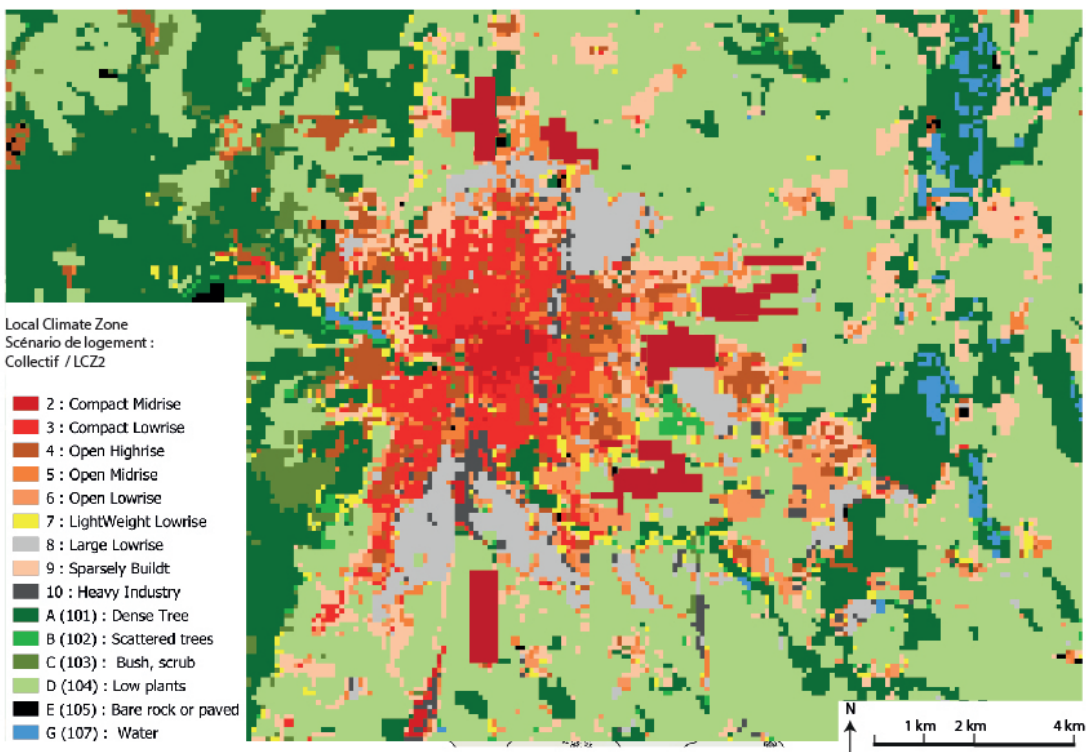 Local Climate Zone
Scénario de logement :
Collectif / LCZ2
2 : Compact Midrise
3 : Compact Lowrise
4 : Open Highrise
5 : Open Midrise
6 : Open Lowrise
7 : LightWeight Lowrise
8 : Large Lowrise
9 : Sparsely Buildt
10 : Heavy Industry
A (101) : Dense Tree
B (102) : Scattered trees
C (103) : Bush, scrub
D (104) : Low plants
E (105) : Bare rock or paved
G (107) : Water
N
1 km 2 km 4 km